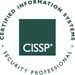 CERTIFIED INFORMATION SYSTEMS
CISSP®
SECURITY PROFESSIONAL